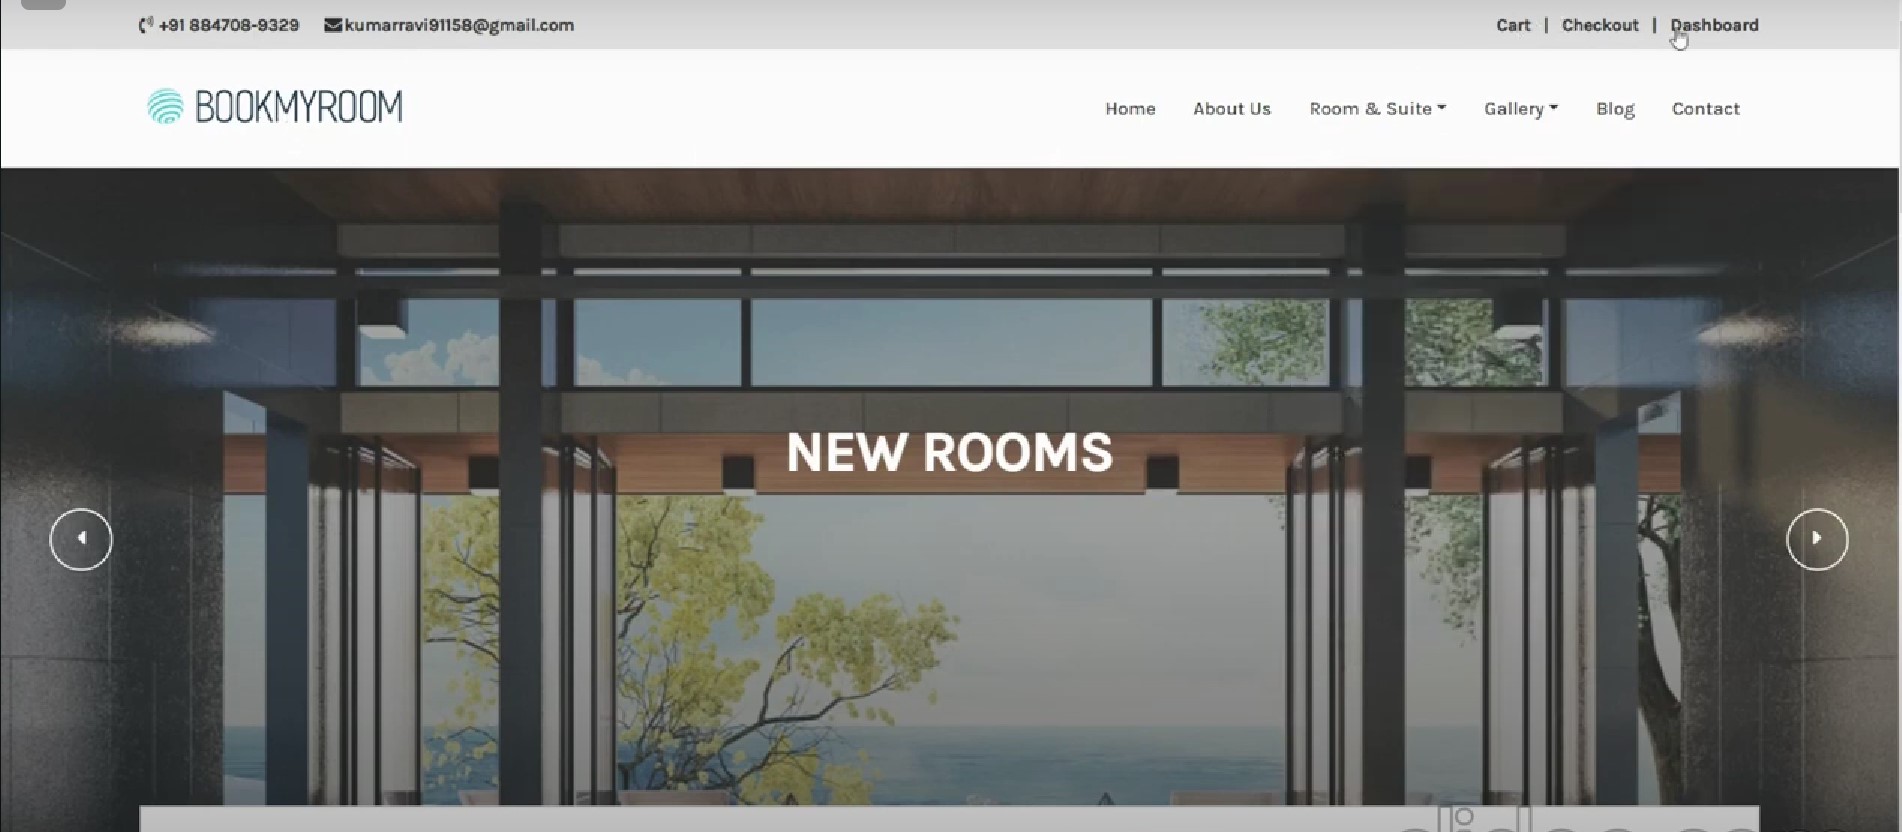 +91 884708-9329 kumarravi91158@gmail.com Cart | Checkout | Dashboard
BOOKMYROOM Home About Us Room & Suite Gallery Blog Contact
NEW ROOMS